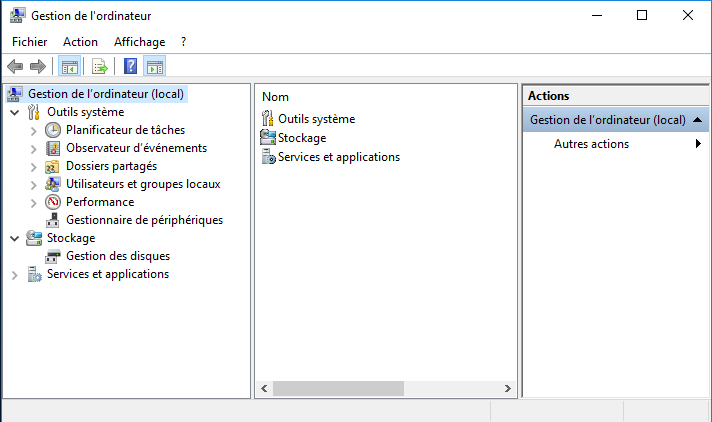 Gestion de l'ordinateur
Fichier Action Affichage ?
Gestion de l'ordinateur (local)
Outils système
Planificateur de tâches
Observateur d'événements
Dossiers partagés
Utilisateurs et groupes locaux
Performance
Gestionnaire de périphériques
Stockage
Gestion des disques
Services et applications
Nom
Outils système
Stockage
Services et applications
Actions
Gestion de l'ordinateur (local)
Autres actions